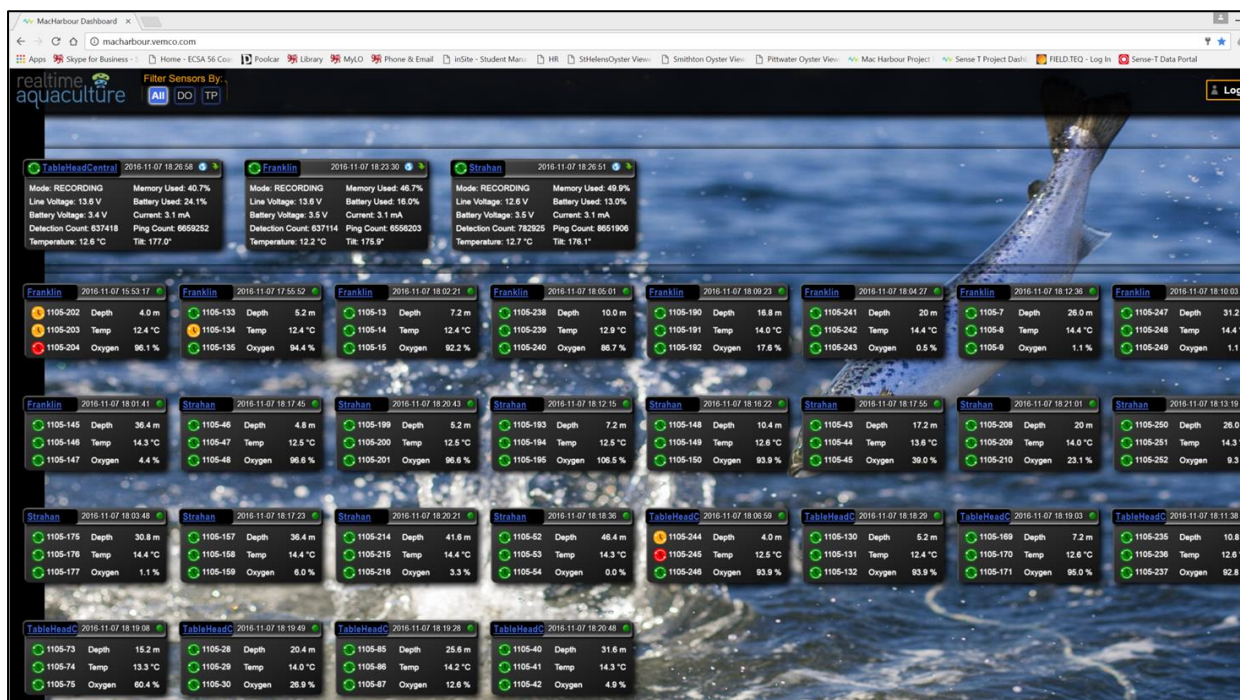 MacHarbour Dashboard
macharbour.vemco.com
Apps Skype for Business - Home - ECSA 56 Coa Poolcar Library MyLO Phone & Email inSite - Student Mana HR StHelensOyster View Smithton Oyster View Pittwater Oyster View Mac Harbour Project Sense T Project Dash FIELD.TEQ - Log In Sense-T Data Portal
realtime aquaculture
Filter Sensors By:
All DO TP
Log
TableHeadCentral 2016-11-07 18:26:58
Mode: RECORDING Memory Used: 40.7%
Line Voltage: 13.6 V Battery Used: 24.1%
Battery Voltage: 3.4 V Current: 3.1 mA
Detection Count: 637418 Ping Count: 6659252
Temperature: 12.6 °C Tilt: 177.0°
Franklin 2016-11-07 18:23:30
Mode: RECORDING Memory Used: 46.7%
Line Voltage: 13.6 V Battery Used: 16.0%
Battery Voltage: 3.5 V Current: 3.1 mA
Detection Count: 637114 Ping Count: 6556203
Temperature: 12.2 °C Tilt: 175.9°
Strahan 2016-11-07 18:26:51
Mode: RECORDING Memory Used: 49.9%
Line Voltage: 12.6 V Battery Used: 13.0%
Battery Voltage: 3.5 V Current: 3.1 mA
Detection Count: 782925 Ping Count: 8651906
Temperature: 12.7 °C Tilt: 176.1°
Franklin 2016-11-07 15:53:17
1105-202 Depth 4.0 m
1105-203 Temp 12.4 °C
1105-204 Oxygen 96.1 %
Franklin 2016-11-07 17:55:52
1105-133 Depth 5.2 m
1105-134 Temp 12.4 °C
1105-135 Oxygen 94.4 %
Franklin 2016-11-07 18:02:21
1105-13 Depth 7.2 m
1105-14 Temp 12.4 °C
1105-15 Oxygen 92.2 %
Franklin 2016-11-07 18:05:01
1105-238 Depth 10.0 m
1105-239 Temp 12.9 °C
1105-240 Oxygen 86.7 %
Franklin 2016-11-07 18:09:23
1105-190 Depth 16.8 m
1105-191 Temp 14.0 °C
1105-192 Oxygen 17.6 %
Franklin 2016-11-07 18:04:27
1105-241 Depth 20 m
1105-242 Temp 14.4 °C
1105-243 Oxygen 0.5 %
Franklin 2016-11-07 18:12:36
1105-7 Depth 26.0 m
1105-8 Temp 14.4 °C
1105-9 Oxygen 1.1 %
Franklin 2016-11-07 18:10:03
1105-247 Depth 31.2
1105-248 Temp 14.4
1105-249 Oxygen 1.1
Franklin 2016-11-07 18:01:41
1105-145 Depth 36.4 m
1105-146 Temp 14.3 °C
1105-147 Oxygen 4.4 %
Strahan 2016-11-07 18:17:45
1105-46 Depth 4.8 m
1105-47 Temp 12.5 °C
1105-48 Oxygen 96.6 %
Strahan 2016-11-07 18:20:43
1105-199 Depth 5.2 m
1105-200 Temp 12.5 °C
1105-201 Oxygen 96.6 %
Strahan 2016-11-07 18:12:15
1105-193 Depth 7.2 m
1105-194 Temp 12.5 °C
1105-195 Oxygen 106.5 %
Strahan 2016-11-07 18:16:22
1105-148 Depth 10.4 m
1105-149 Temp 12.6 °C
1105-150 Oxygen 93.9 %
Strahan 2016-11-07 18:17:55
1105-43 Depth 17.2 m
1105-44 Temp 13.6 °C
1105-45 Oxygen 39.0 %
Strahan 2016-11-07 18:21:01
1105-208 Depth 20 m
1105-209 Temp 14.0 °C
1105-210 Oxygen 23.1 %
Strahan 2016-11-07 18:13:19
1105-250 Depth 26.0
1105-251 Temp 14.3
1105-252 Oxygen 9.3
Strahan 2016-11-07 18:03:48
1105-175 Depth 30.8 m
1105-176 Temp 14.4 °C
1105-177 Oxygen 1.1 %
Strahan 2016-11-07 18:17:23
1105-157 Depth 36.4 m
1105-158 Temp 14.4 °C
1105-159 Oxygen 6.0 %
Strahan 2016-11-07 18:20:21
1105-214 Depth 41.6 m
1105-215 Temp 14.4 °C
1105-216 Oxygen 3.3 %
Strahan 2016-11-07 18:18:36
1105-52 Depth 46.4 m
1105-53 Temp 14.3 °C
1105-54 Oxygen 0.0 %
TableHeadC 2016-11-07 18:06:59
1105-244 Depth 4.0 m
1105-245 Temp 12.5 °C
1105-246 Oxygen 93.9 %
TableHeadC 2016-11-07 18:18:29
1105-130 Depth 5.2 m
1105-131 Temp 12.4 °C
1105-132 Oxygen 93.9 %
TableHeadC 2016-11-07 18:19:03
1105-169 Depth 7.2 m
1105-170 Temp 12.6 °C
1105-171 Oxygen 95.0 %
TableHeadC 2016-11-07 18:11:38
1105-235 Depth 10.8
1105-236 Temp 12.6
1105-237 Oxygen 92.8
TableHeadC 2016-11-07 18:19:08
1105-73 Depth 15.2 m
1105-74 Temp 13.3 °C
1105-75 Oxygen 60.4 %
TableHeadC 2016-11-07 18:19:49
1105-28 Depth 20.4 m
1105-29 Temp 14.0 °C
1105-30 Oxygen 26.9 %
TableHeadC 2016-11-07 18:19:28
1105-85 Depth 25.6 m
1105-86 Temp 14.2 °C
1105-87 Oxygen 12.6 %
TableHeadC 2016-11-07 18:20:48
1105-40 Depth 31.6 m
1105-41 Temp 14.3 °C
1105-42 Oxygen 4.9 %